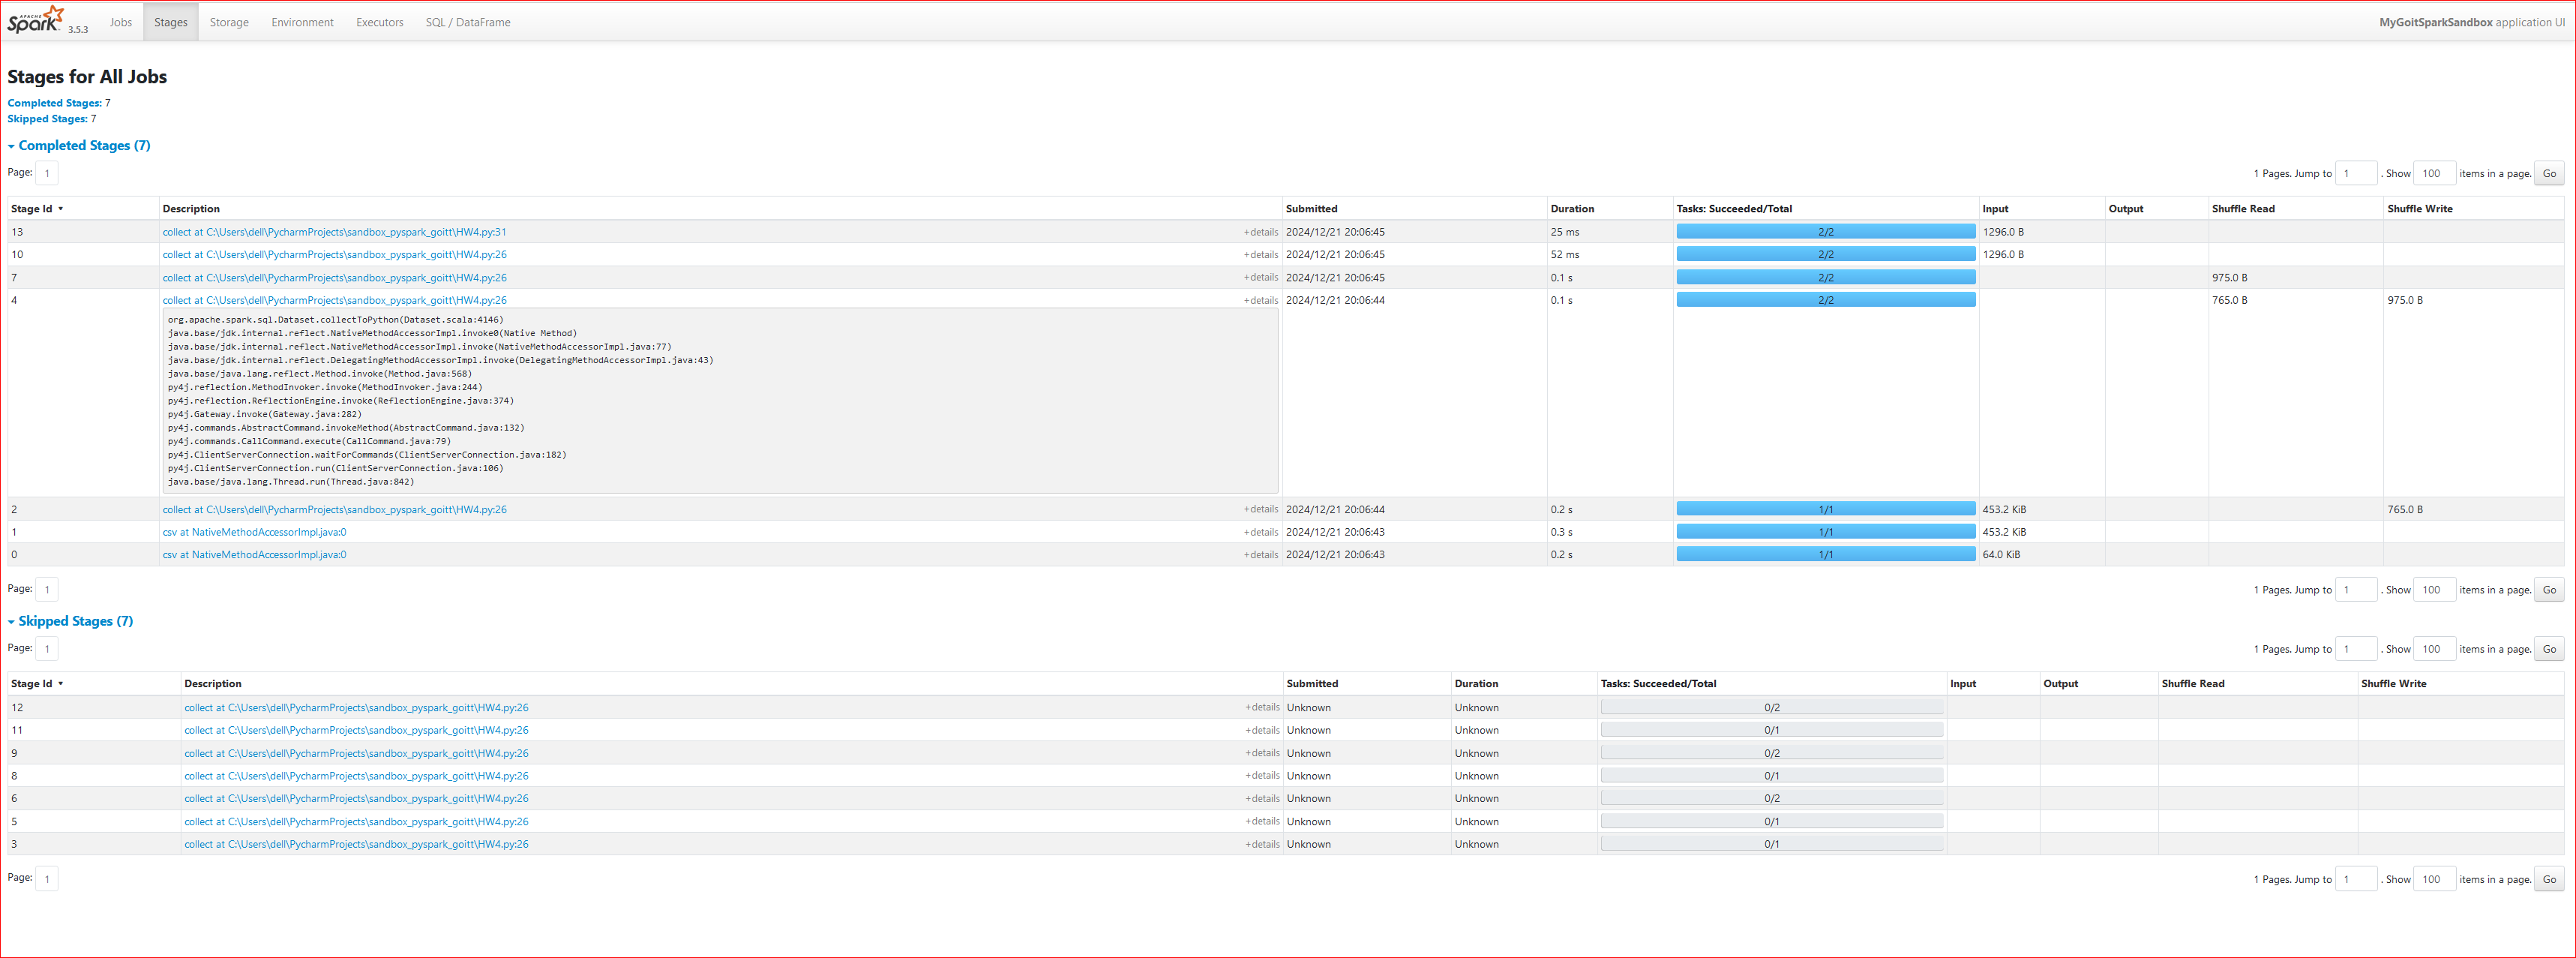 APACHE Spark 3.5.3 Jobs Stages Storage Environment Executors SQL / DataFrame MyGoitSparkSandbox application UI
Stages for All Jobs
Completed Stages: 7
Skipped Stages: 7
Completed Stages (7)
Page: 1 1 Pages. Jump to 1 . Show 100 items in a page. Go
Stage Id ▾ Description Submitted Duration Tasks: Succeeded/Total Input Output Shuffle Read Shuffle Write
13 collect at C:\Users\dell\PycharmProjects\sandbox_pyspark_goitt\HW4.py:31 +details 2024/12/21 20:06:45 25 ms 2/2 1296.0 B
10 collect at C:\Users\dell\PycharmProjects\sandbox_pyspark_goitt\HW4.py:26 +details 2024/12/21 20:06:45 52 ms 2/2 1296.0 B
7 collect at C:\Users\dell\PycharmProjects\sandbox_pyspark_goitt\HW4.py:26 +details 2024/12/21 20:06:45 0.1 s 2/2 975.0 B
4 collect at C:\Users\dell\PycharmProjects\sandbox_pyspark_goitt\HW4.py:26 +details 2024/12/21 20:06:44 0.1 s 2/2 765.0 B 975.0 B
org.apache.spark.sql.Dataset.collectToPython(Dataset.scala:4146)
java.base/jdk.internal.reflect.NativeMethodAccessorImpl.invoke0(Native Method)
java.base/jdk.internal.reflect.NativeMethodAccessorImpl.invoke(NativeMethodAccessorImpl.java:77)
java.base/jdk.internal.reflect.DelegatingMethodAccessorImpl.invoke(DelegatingMethodAccessorImpl.java:43)
java.base/java.lang.reflect.Method.invoke(Method.java:568)
py4j.reflection.MethodInvoker.invoke(MethodInvoker.java:244)
py4j.reflection.ReflectionEngine.invoke(ReflectionEngine.java:374)
py4j.Gateway.invoke(Gateway.java:282)
py4j.commands.AbstractCommand.invokeMethod(AbstractCommand.java:132)
py4j.commands.CallCommand.execute(CallCommand.java:79)
py4j.ClientServerConnection.waitForCommands(ClientServerConnection.java:182)
py4j.ClientServerConnection.run(ClientServerConnection.java:106)
java.base/java.lang.Thread.run(Thread.java:842)
2 collect at C:\Users\dell\PycharmProjects\sandbox_pyspark_goitt\HW4.py:26 +details 2024/12/21 20:06:44 0.2 s 1/1 453.2 KiB 765.0 B
1 csv at NativeMethodAccessorImpl.java:0 +details 2024/12/21 20:06:43 0.3 s 1/1 453.2 KiB
0 csv at NativeMethodAccessorImpl.java:0 +details 2024/12/21 20:06:43 0.2 s 1/1 64.0 KiB
Page: 1 1 Pages. Jump to 1 . Show 100 items in a page. Go
Skipped Stages (7)
Page: 1 1 Pages. Jump to 1 . Show 100 items in a page. Go
Stage Id ▾ Description Submitted Duration Tasks: Succeeded/Total Input Output Shuffle Read Shuffle Write
12 collect at C:\Users\dell\PycharmProjects\sandbox_pyspark_goitt\HW4.py:26 +details Unknown Unknown 0/2
11 collect at C:\Users\dell\PycharmProjects\sandbox_pyspark_goitt\HW4.py:26 +details Unknown Unknown 0/1
9 collect at C:\Users\dell\PycharmProjects\sandbox_pyspark_goitt\HW4.py:26 +details Unknown Unknown 0/2
8 collect at C:\Users\dell\PycharmProjects\sandbox_pyspark_goitt\HW4.py:26 +details Unknown Unknown 0/1
6 collect at C:\Users\dell\PycharmProjects\sandbox_pyspark_goitt\HW4.py:26 +details Unknown Unknown 0/2
5 collect at C:\Users\dell\PycharmProjects\sandbox_pyspark_goitt\HW4.py:26 +details Unknown Unknown 0/1
3 collect at C:\Users\dell\PycharmProjects\sandbox_pyspark_goitt\HW4.py:26 +details Unknown Unknown 0/1
Page: 1 1 Pages. Jump to 1 . Show 100 items in a page. Go